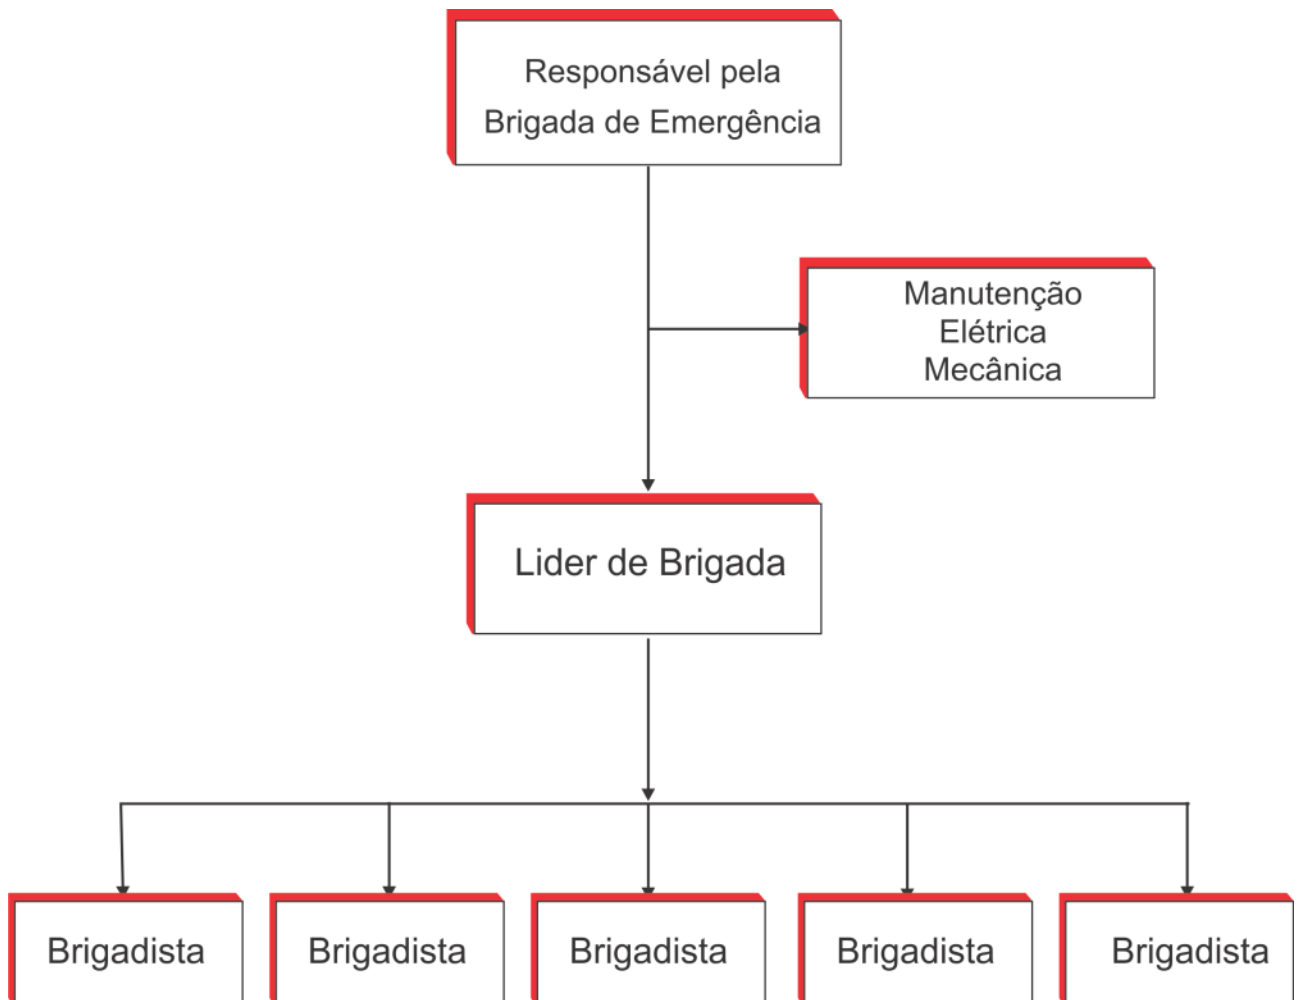 Responsável pela
Brigada de Emergência
Manutenção
Elétrica
Mecânica
Lider de Brigada
Brigadista
Brigadista
Brigadista
Brigadista
Brigadista